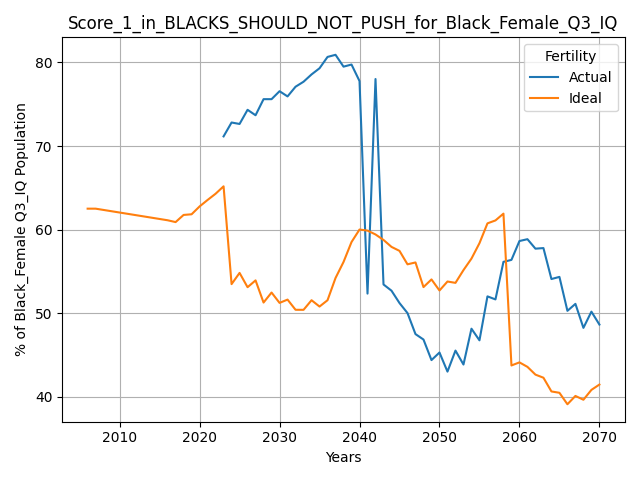 Score_1_in_BLACKS_SHOULD_NOT_PUSH_for_Black_Female_Q3_IQ
% of Black_Female Q3_IQ Population
80
70
60
50
40
Fertility
Actual
Ideal
2010
2020
2030
2040
2050
2060
2070
Years